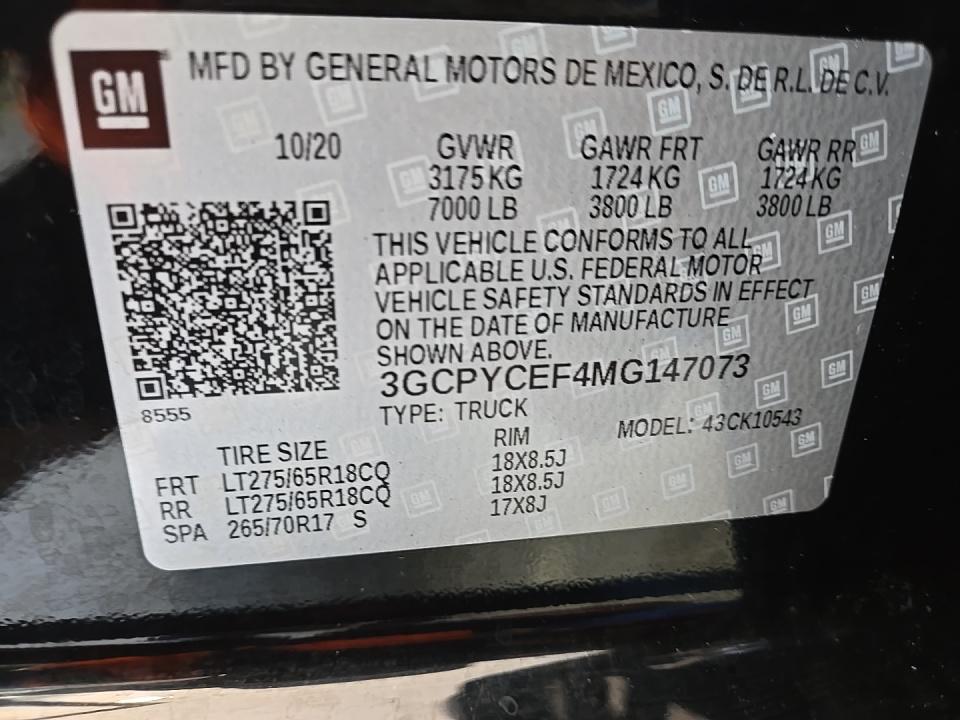 GM
MFD BY GENERAL MOTORS DE MEXICO, S. DE R.L. DE C.V.
10/20 GVWR GAWR FRT GAWR RR
3175 KG 1724 KG 1724 KG
7000 LB 3800 LB 3800 LB
THIS VEHICLE CONFORMS TO ALL
APPLICABLE U.S. FEDERAL MOTOR
VEHICLE SAFETY STANDARDS IN EFFECT
ON THE DATE OF MANUFACTURE
SHOWN ABOVE.
3GCPYCEF4MG147073
8555
TYPE: TRUCK MODEL: 43CK10543
TIRE SIZE RIM
FRT LT275/65R18CQ 18X8.5J
RR LT275/65R18CQ 18X8.5J
SPA 265/70R17 S 17X8J